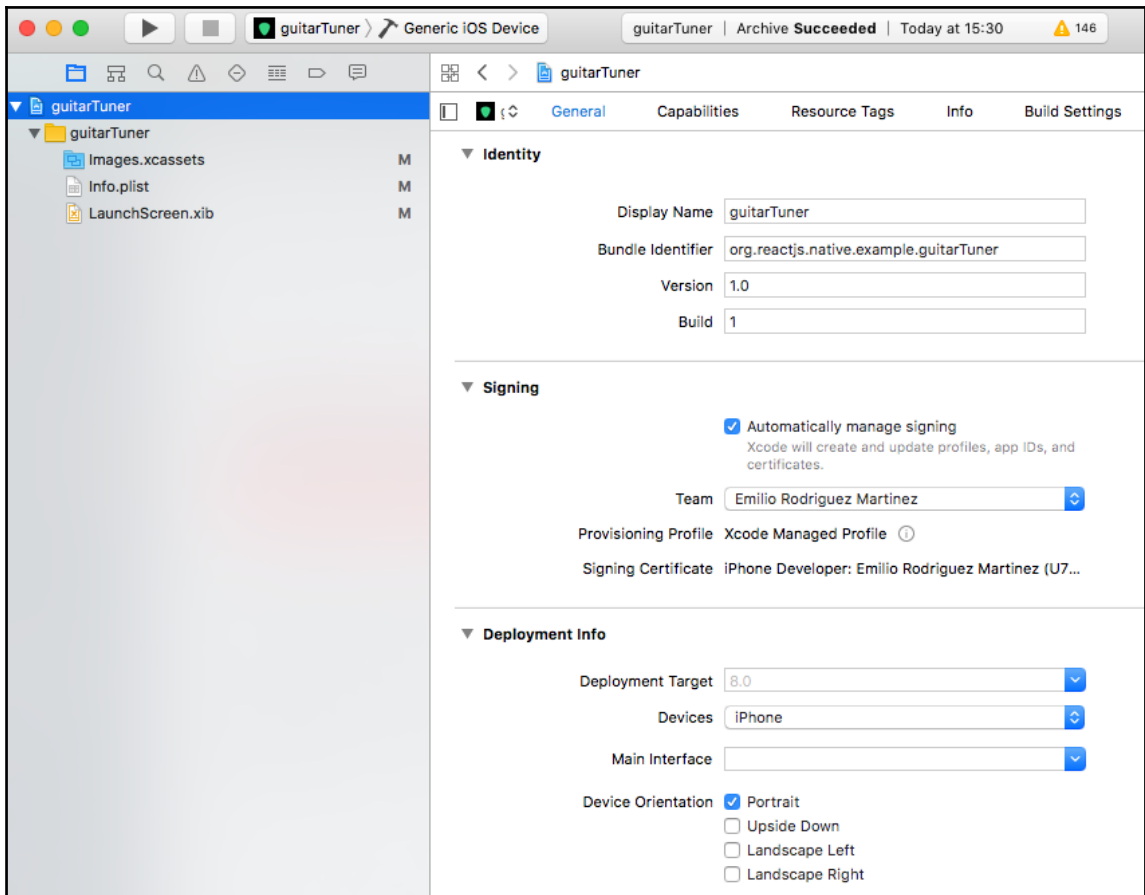 guitarTuner Generic iOS Device guitarTuner | Archive Succeeded | Today at 15:30 146
guitarTuner
guitarTuner
General Capabilities Resource Tags Info Build Settings
guitarTuner
Images.xcassets M
Info.plist M
LaunchScreen.xib M
Identity
Display Name guitarTuner
Bundle Identifier org.reactjs.native.example.guitarTuner
Version 1.0
Build 1
Signing
Automatically manage signing
Xcode will create and update profiles, app IDs, and
certificates.
Team Emilio Rodriguez Martinez
Provisioning Profile Xcode Managed Profile
Signing Certificate iPhone Developer: Emilio Rodriguez Martinez (U7...
Deployment Info
Deployment Target 8.0
Devices iPhone
Main Interface
Device Orientation Portrait
Upside Down
Landscape Left
Landscape Right